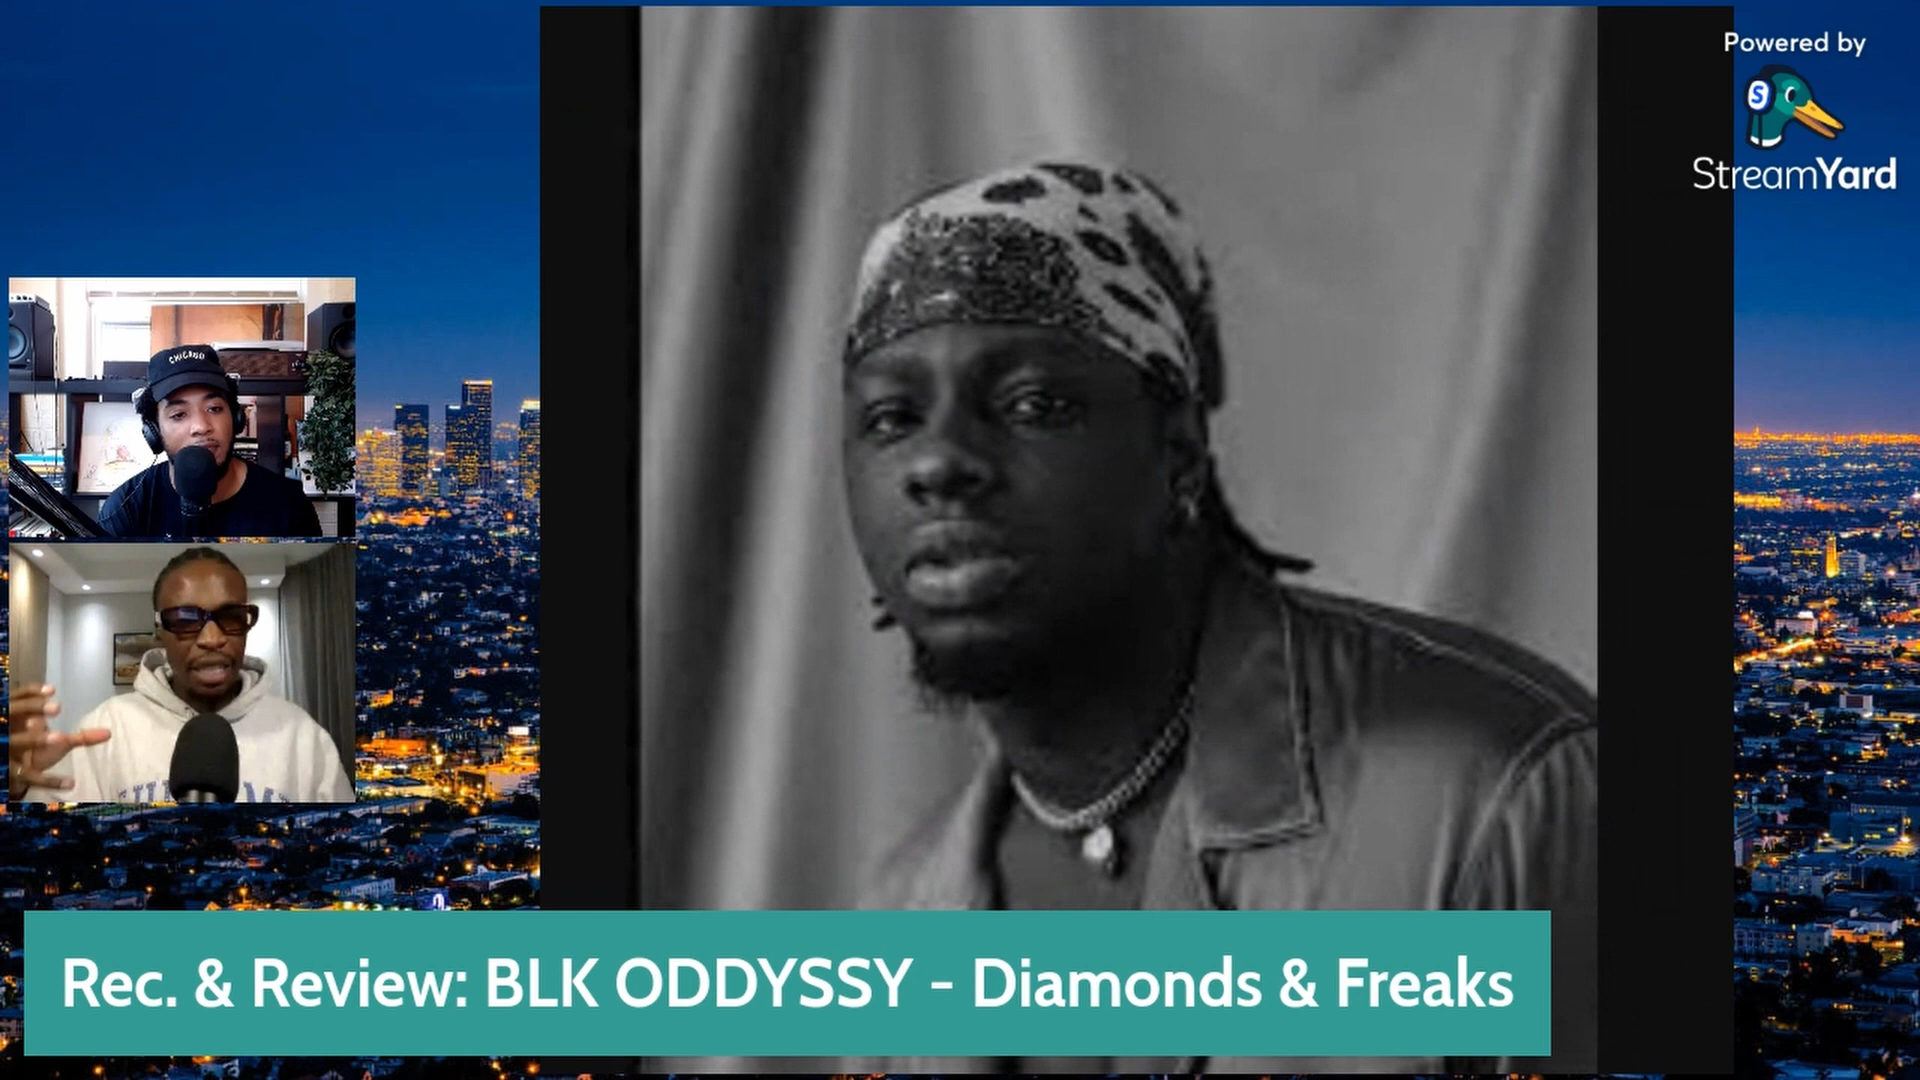 Powered by
S
StreamYard
CHICAGO
Rec. & Review: BLK ODDYSSY - Diamonds & Freaks